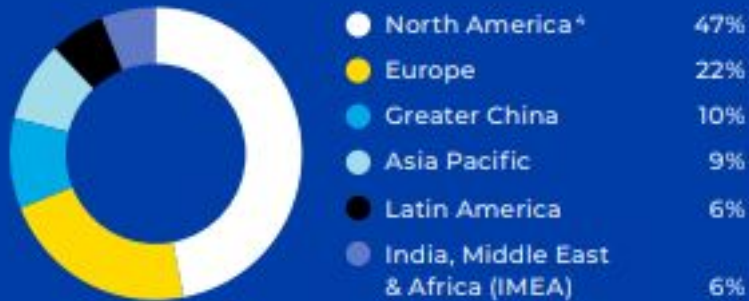 North America⁴ 47%
Europe 22%
Greater China 10%
Asia Pacific 9%
Latin America 6%
India, Middle East
& Africa (IMEA) 6%